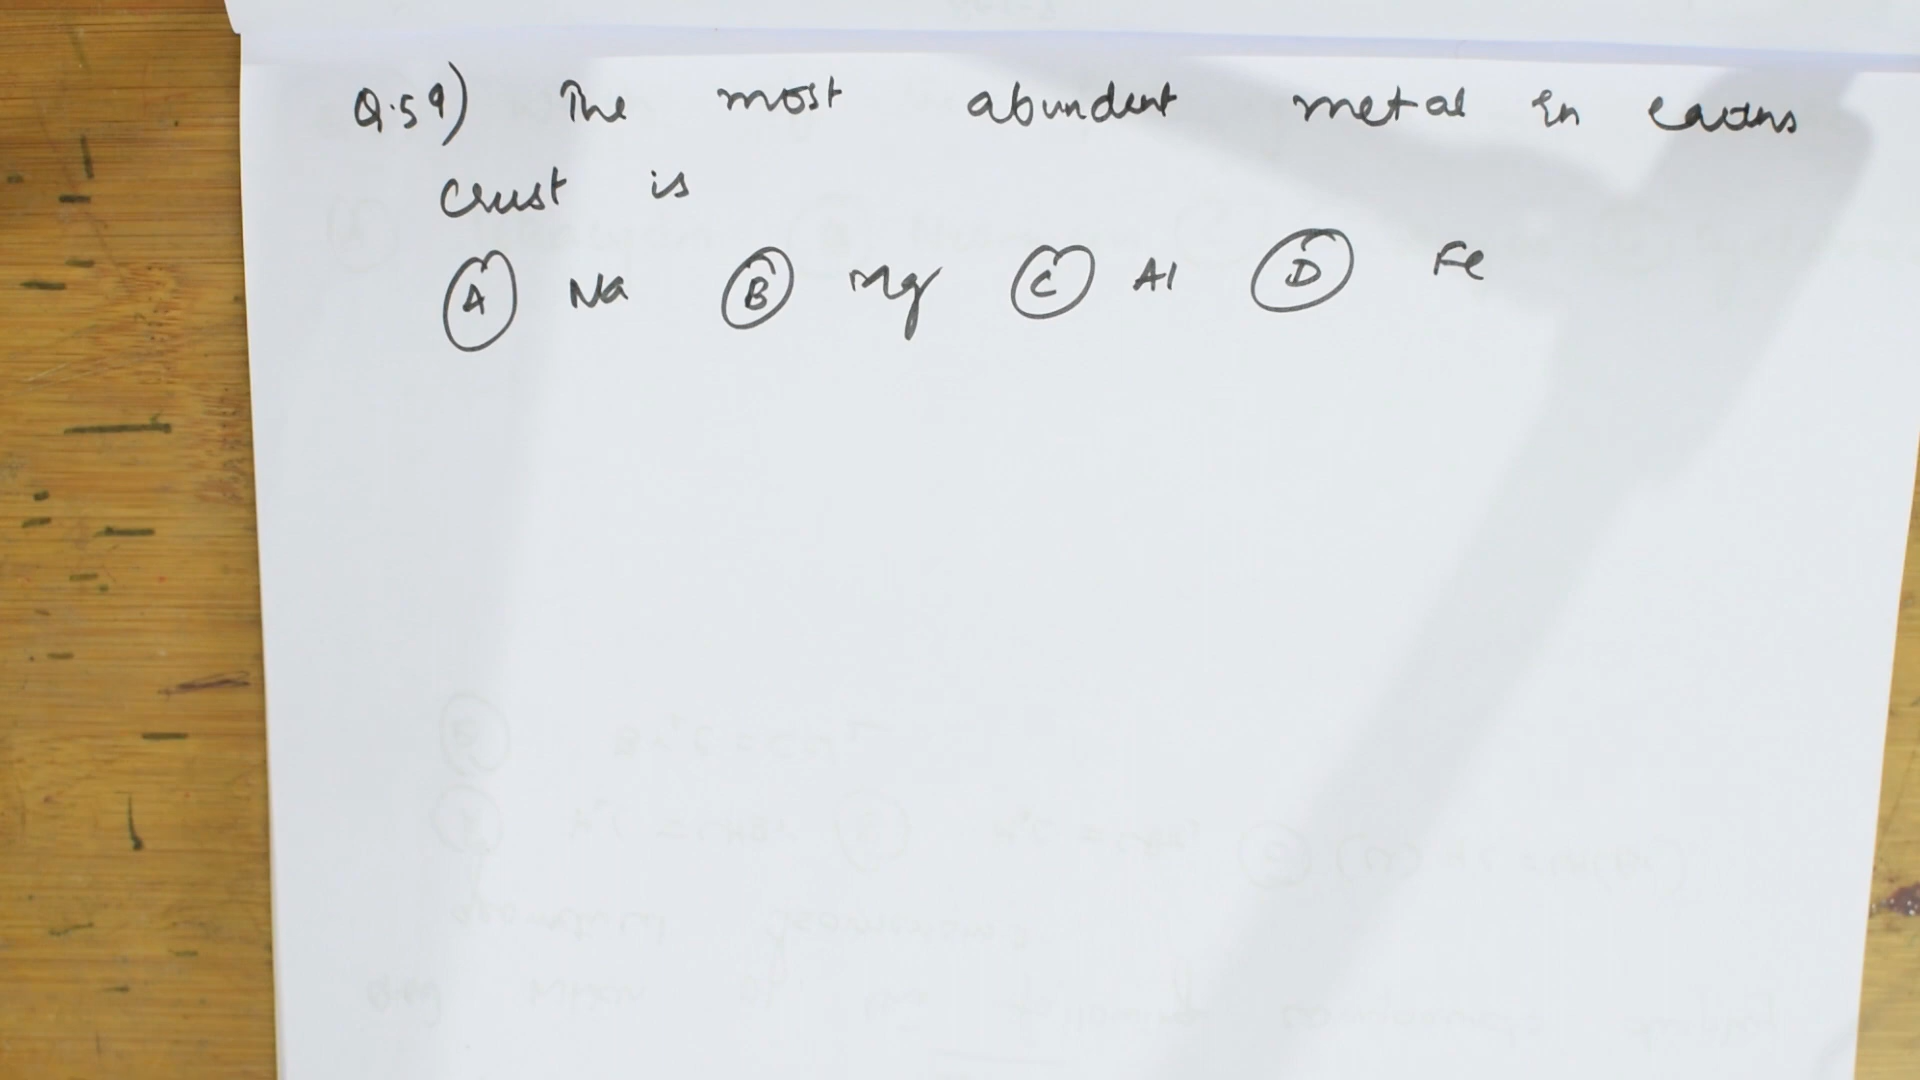 Q.59) The most abundent metal in earths
crust is
(A) Na (B) Mg (C) Al (D) Fe